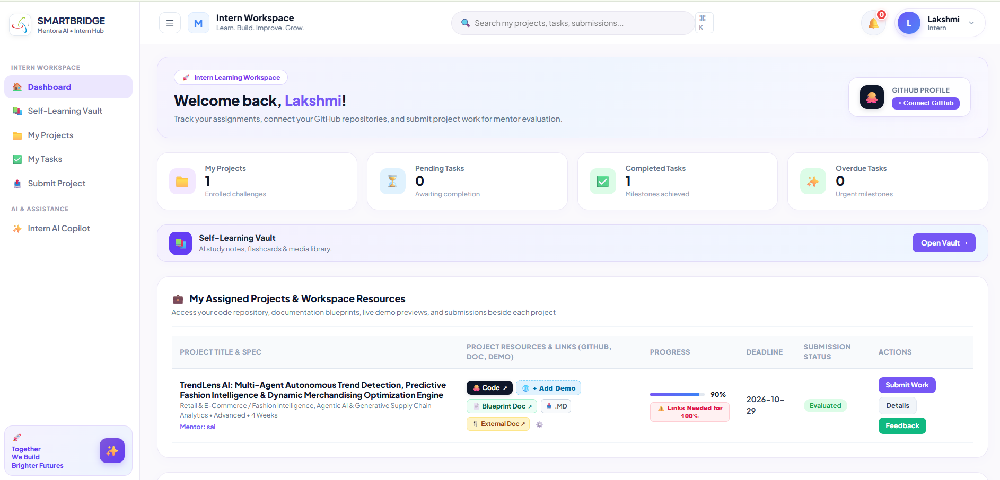 SMARTBRIDGE
Mentora AI • Intern Hub
INTERN WORKSPACE
Dashboard
Self-Learning Vault
My Projects
My Tasks
Submit Project
AI & ASSISTANCE
Intern AI Copilot
Together
We Build
Brighter Futures
☰
M
Intern Workspace
Learn. Build. Improve. Grow.
Search my projects, tasks, submissions...
⌘
K
0
L
Lakshmi
Intern
Intern Learning Workspace
Welcome back, Lakshmi!
Track your assignments, connect your GitHub repositories, and submit project work for mentor evaluation.
GITHUB PROFILE
+ Connect GitHub
My Projects
1
Enrolled challenges
Pending Tasks
0
Awaiting completion
Completed Tasks
1
Milestones achieved
Overdue Tasks
0
Urgent milestones
Self-Learning Vault
AI study notes, flashcards & media library.
Open Vault →
My Assigned Projects & Workspace Resources
Access your code repository, documentation blueprints, live demo previews, and submissions beside each project
PROJECT TITLE & SPEC
PROJECT RESOURCES & LINKS (GITHUB,
DOC, DEMO)
PROGRESS
DEADLINE
SUBMISSION
STATUS
ACTIONS
TrendLens AI: Multi-Agent Autonomous Trend Detection, Predictive
Fashion Intelligence & Dynamic Merchandising Optimization Engine
Retail & E-Commerce / Fashion Intelligence, Agentic AI & Generative Supply Chain
Analytics • Advanced • 4 Weeks
Mentor: sai
Code ↗
+ Add Demo
Blueprint Doc ↗
.MD
External Doc ↗
90%
Links Needed for
100%
2026-10-
29
Evaluated
Submit Work
Details
Feedback